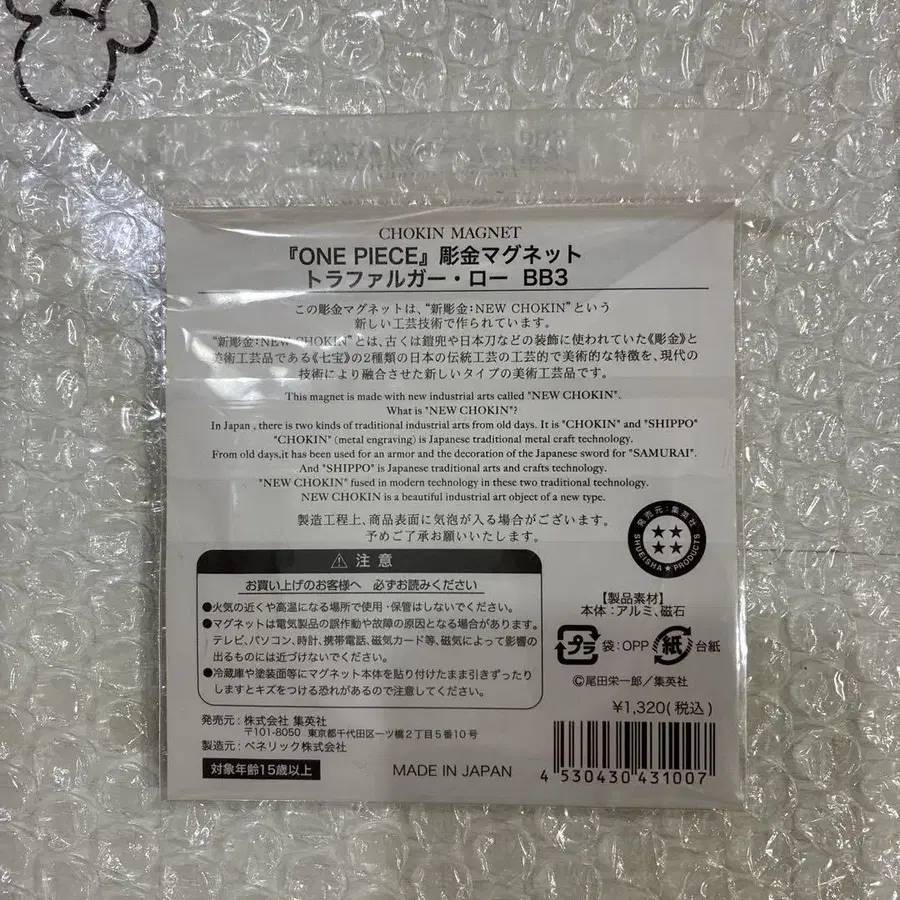 CHOKIN MAGNET
『ONE PIECE』彫金マグネット
トラファルガー・ロー BB3
この彫金マグネットは、“新彫金:NEW CHOKIN”という
新しい工芸技術で作られています。
“新彫金:NEW CHOKIN”とは、古くは鎧兜や日本刀などの装飾に使われていた《彫金》と
美術工芸品である《七宝》の2種類の日本の伝統工芸の工芸的で美術的な特徴を、現代の
技術により融合させた新しいタイプの美術工芸品です。
This magnet is made with new industrial arts called "NEW CHOKIN".
What is "NEW CHOKIN"?
In Japan , there is two kinds of traditional industrial arts from old days. It is "CHOKIN" and "SHIPPO"
"CHOKIN" (metal engraving) is Japanese traditional metal craft technology.
From old days,it has been used for an armor and the decoration of the Japanese sword for "SAMURAI".
And "SHIPPO" is Japanese traditional arts and crafts technology.
"NEW CHOKIN" fused in modern technology in these two traditional technology.
NEW CHOKIN is a beautiful industrial art object of a new type.
製造工程上、商品表面に気泡が入る場合がございます。
予めご了承お願いいたします。
発売元:集英社
SHUEISHA★PRODUCTS
⚠ 注意
お買い上げのお客様へ 必ずお読みください
●火気の近くや高温になる場所で使用・保管はしないでください。
●マグネットは電気製品の誤作動や故障の原因となる場合があります。
テレビ、パソコン、時計、携帯電話、磁気カード等、磁気によって影響の
出るものには近づけないでください。
●冷蔵庫や塗装面等にマグネット本体を貼り付けたまま引きずったり
しますとキズをつける恐れがあるので注意してください。
【製品素材】
本体:アルミ、磁石
プラ 袋:OPP 紙 台紙
©尾田栄一郎/集英社
¥1,320(税込)
発売元:株式会社 集英社
〒101-8050 東京都千代田区一ツ橋2丁目5番10号
製造元:ベネリック株式会社
対象年齢15歳以上
MADE IN JAPAN
4 530430 431007